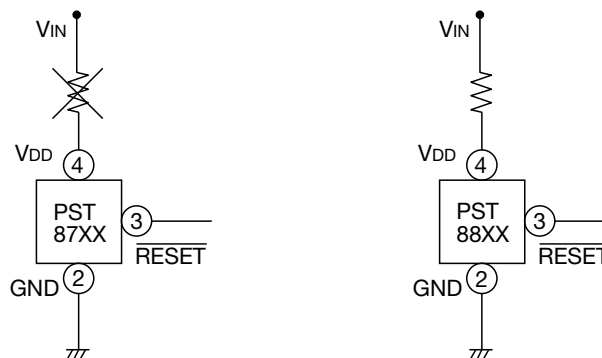 VIN
VDD
4
PST
87XX
3
RESET
GND
2
VIN
VDD
4
PST
88XX
3
RESET
GND
2